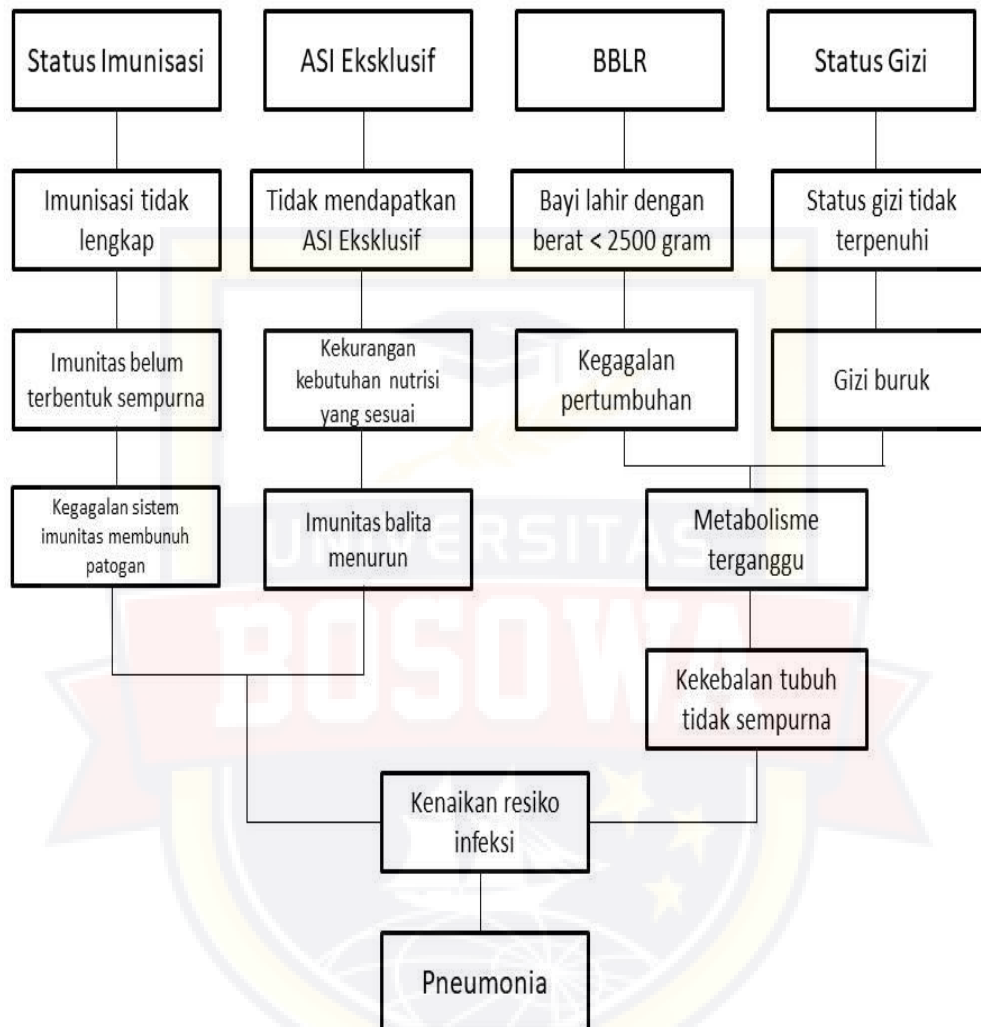 Status Imunisasi
ASI Eksklusif
BBLR
Status Gizi
Imunisasi tidak
lengkap
Tidak mendapatkan
ASI Eksklusif
Bayi lahir dengan
berat < 2500 gram
Status gizi tidak
terpenuhi
Imunitas belum
terbentuk sempurna
Kekurangan
kebutuhan nutrisi
yang sesuai
Kegagalan
pertumbuhan
Gizi buruk
Kegagalan sistem
imunitas membunuh
patogan
Imunitas balita
menurun
Metabolisme
terganggu
UNIVERSITAS
BOSOWA
Kekebalan tubuh
tidak sempurna
Kenaikan resiko
infeksi
Pneumonia